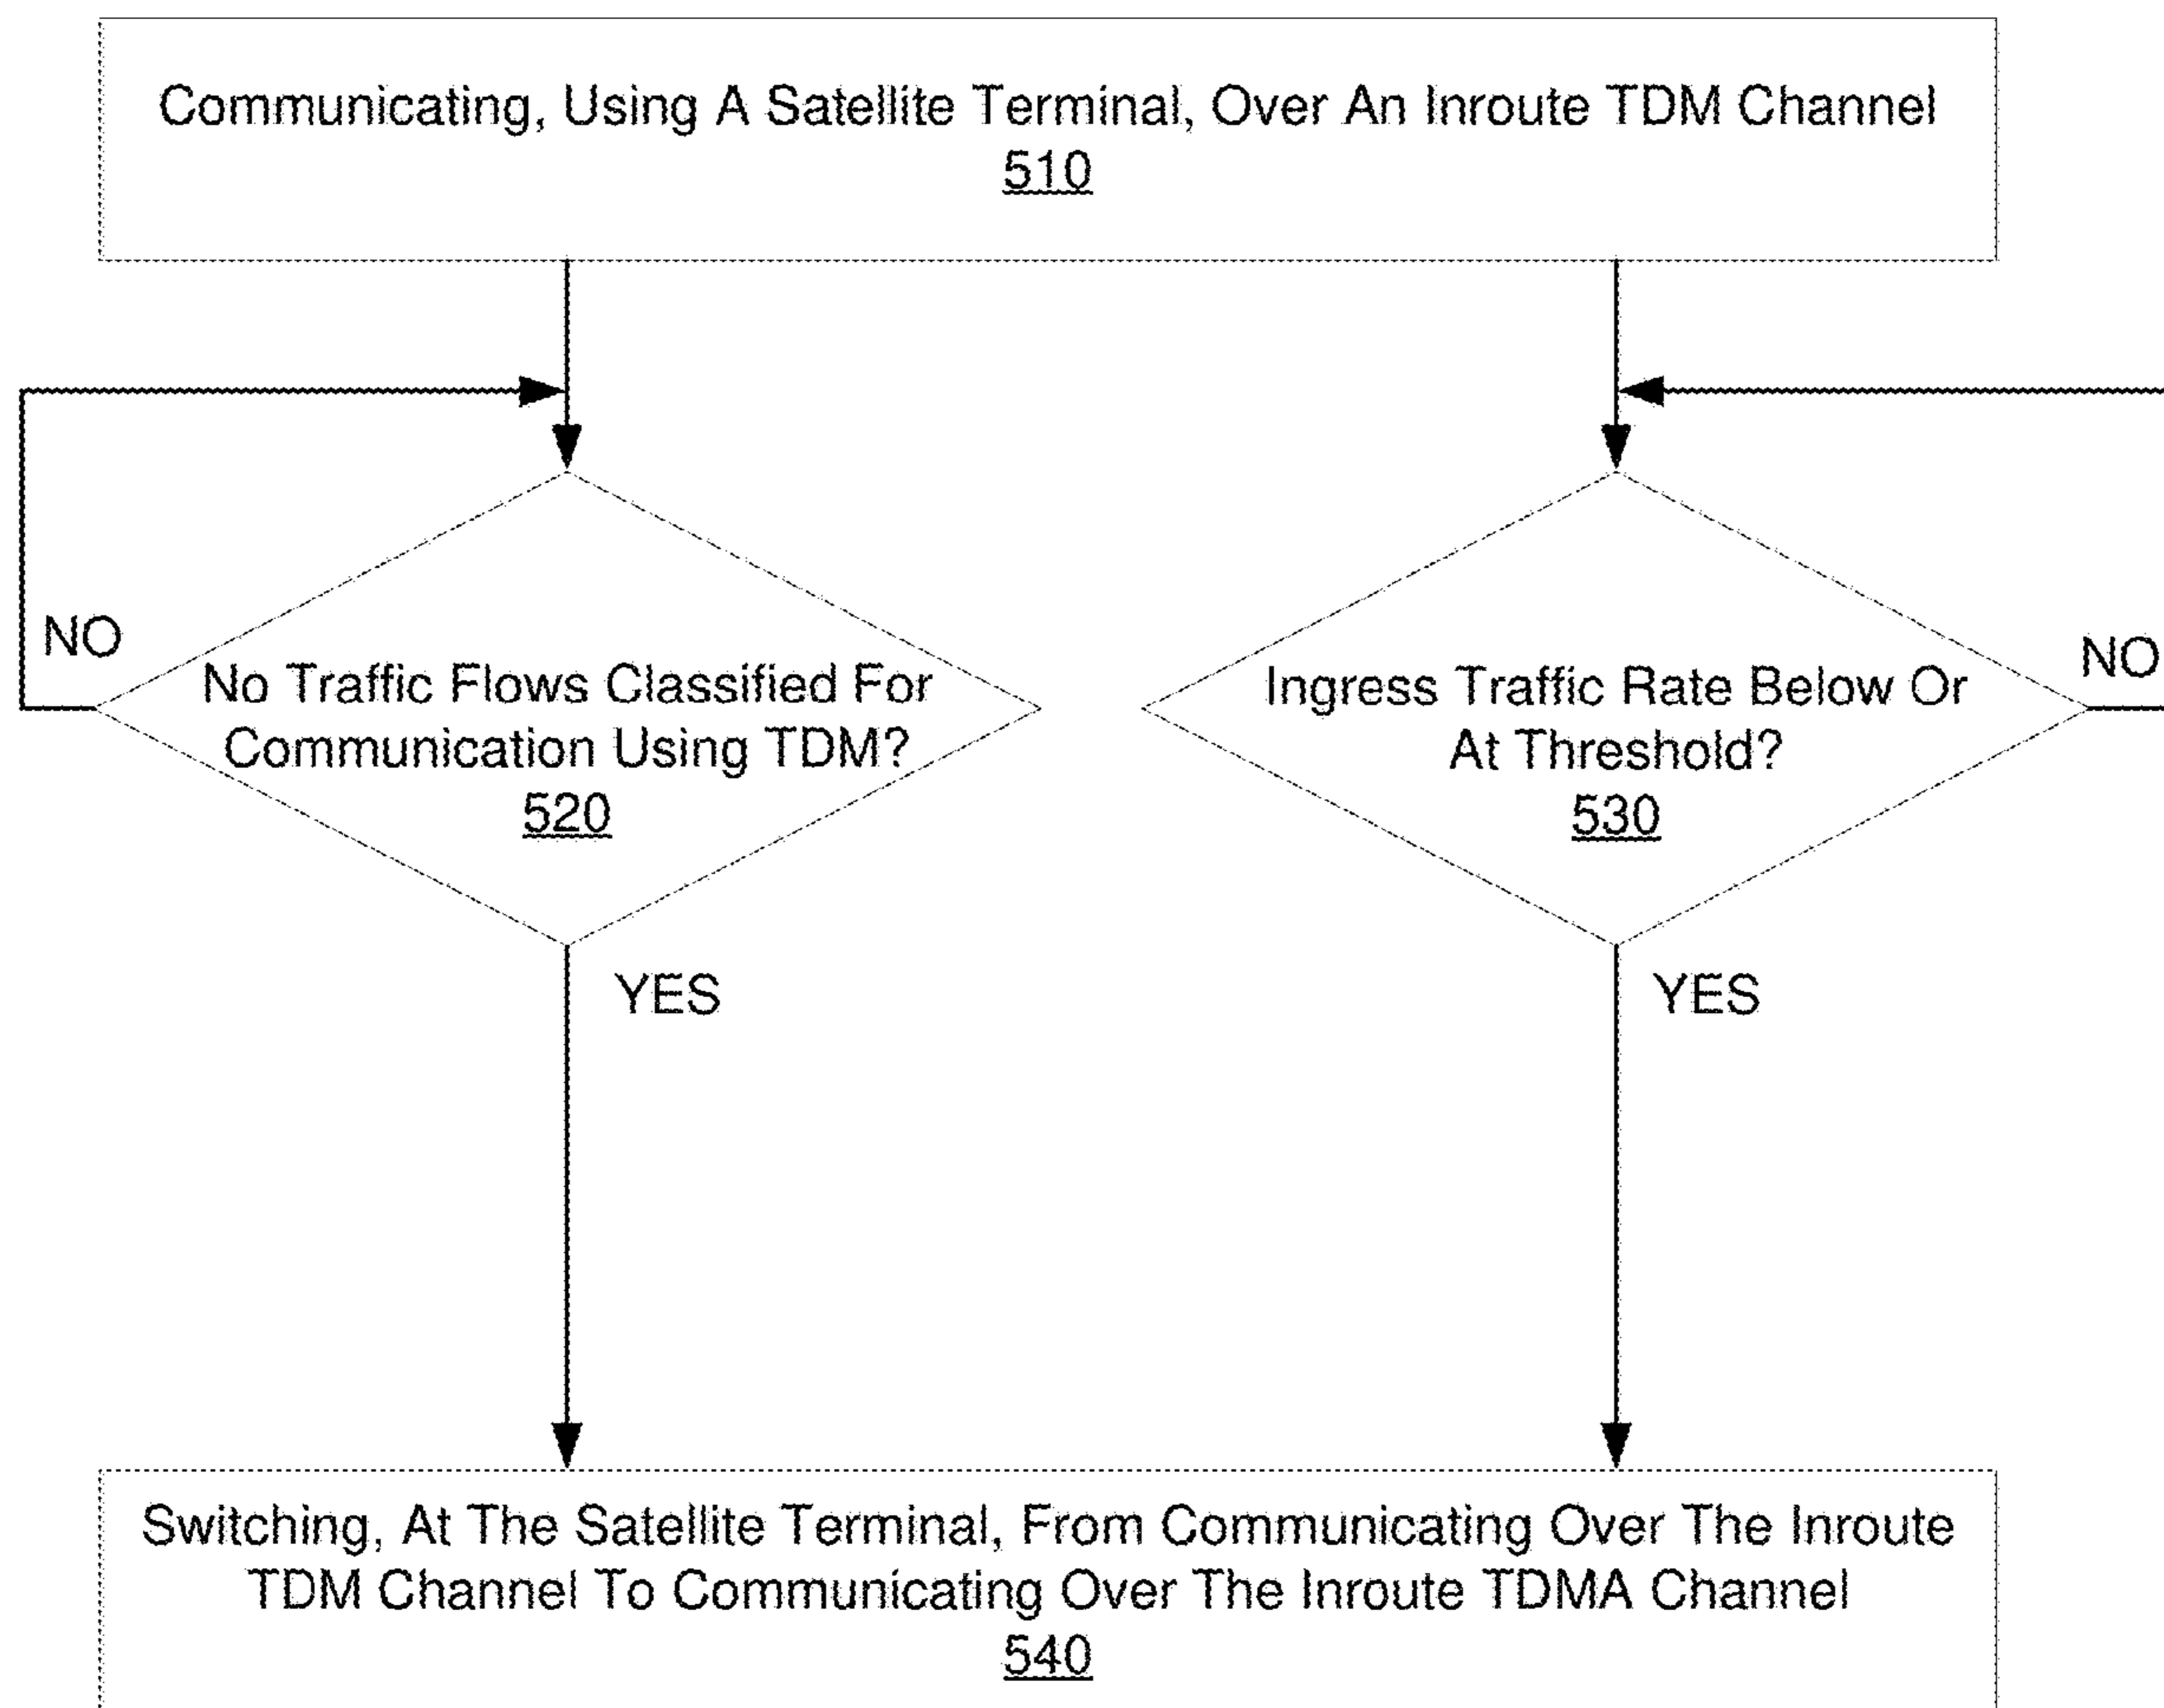 Communicating, Using A Satellite Terminal, Over An Inroute TDM Channel
510
NO
No Traffic Flows Classified For
Communication Using TDM?
520
YES
Ingress Traffic Rate Below Or
At Threshold?
530
NO
YES
Switching, At The Satellite Terminal, From Communicating Over The Inroute
TDM Channel To Communicating Over The Inroute TDMA Channel
540